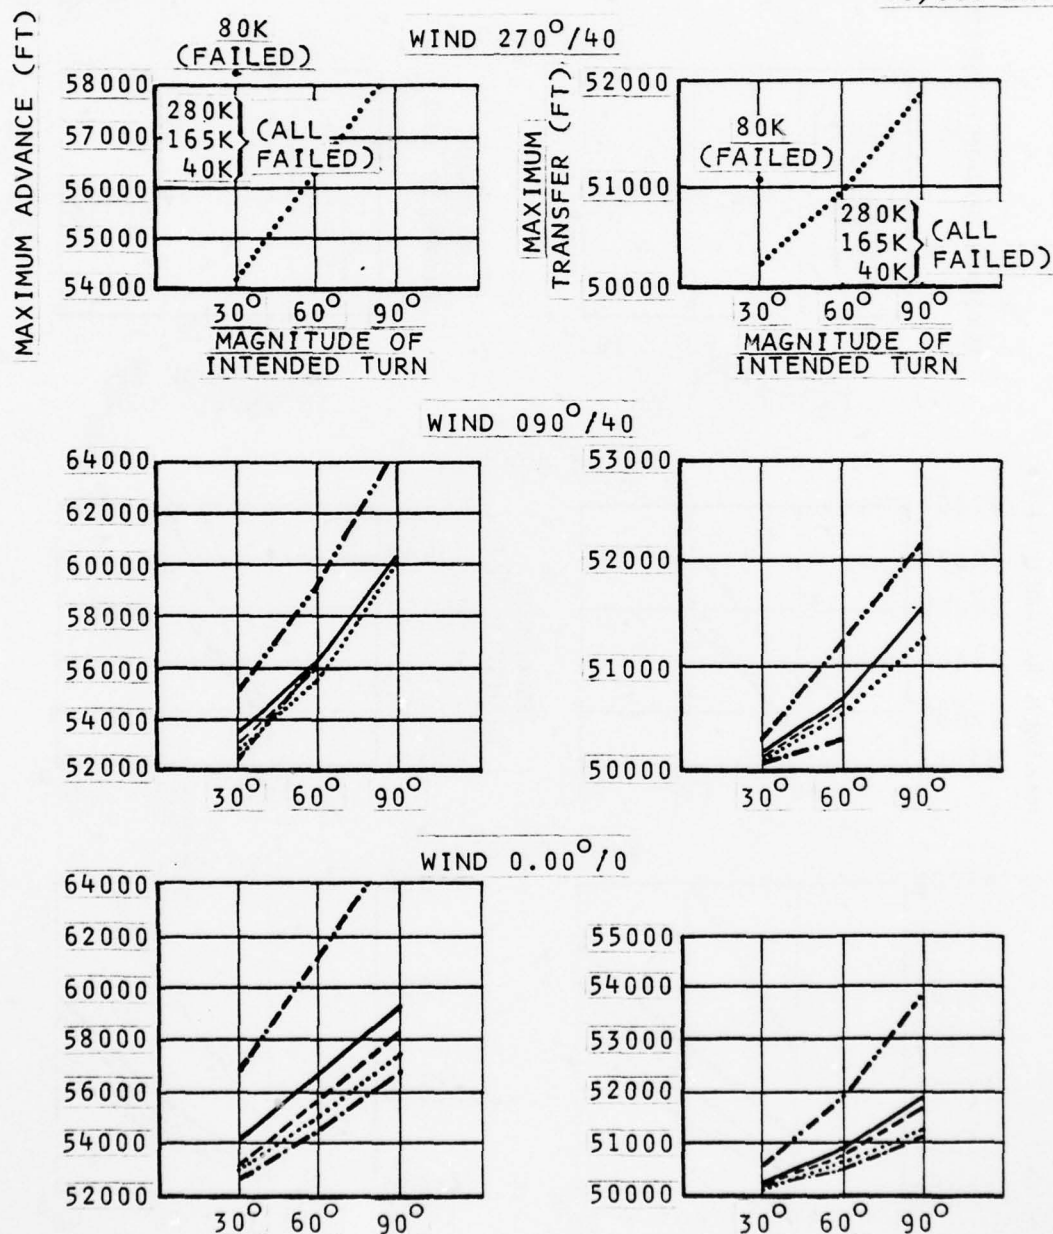 WIND 270°/40
MAXIMUM ADVANCE (FT)
80K
(FAILED)
58000
57000
56000
55000
54000
280K
165K
40K
(ALL
FAILED)
30° 60° 90°
MAGNITUDE OF
INTENDED TURN
MAXIMUM
TRANSFER (FT)
52000
51000
50000
80K
(FAILED)
280K
165K
40K
(ALL
FAILED)
30° 60° 90°
MAGNITUDE OF
INTENDED TURN
WIND 090°/40
64000
62000
60000
58000
56000
54000
52000
30° 60° 90°
53000
52000
51000
50000
30° 60° 90°
WIND 0.00°/0
64000
62000
60000
58000
56000
54000
52000
30° 60° 90°
55000
54000
53000
52000
51000
50000
30° 60° 90°